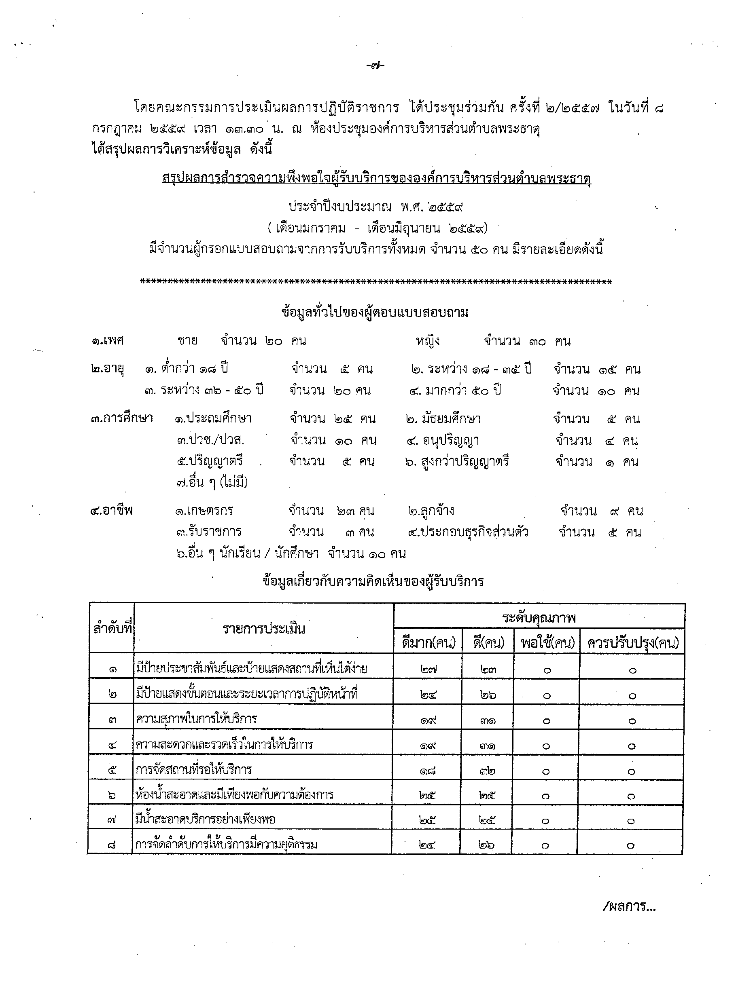 -๗-
โดยคณะกรรมการประเมินผลการปฏิบัติราชการ ได้ประชุมร่วมกัน ครั้งที่ ๒/๒๕๕๗ ในวันที่ ๘
กรกฎาคม ๒๕๕๙ เวลา ๑๓.๓๐ น. ณ ห้องประชุมองค์การบริหารส่วนตำบลพระธาตุ
ได้สรุปผลการวิเคราะห์ข้อมูล ดังนี้
สรุปผลการสำรวจความพึงพอใจผู้รับบริการขององค์การบริหารส่วนตำบลพระธาตุ
ประจำปีงบประมาณ พ.ศ. ๒๕๕๙
( เดือนมกราคม - เดือนมิถุนายน ๒๕๕๙)
มีจำนวนผู้กรอกแบบสอบถามจากการรับบริการทั้งหมด จำนวน ๕๐ คน มีรายละเอียดดังนี้
**************************************************************************************
ข้อมูลทั่วไปของผู้ตอบแบบสอบถาม
๑.เพศ ชาย จำนวน ๒๐ คน หญิง จำนวน ๓๐ คน
๒.อายุ ๑. ต่ำกว่า ๑๘ ปี จำนวน ๕ คน ๒. ระหว่าง ๑๘ - ๓๕ ปี จำนวน ๑๕ คน
๓. ระหว่าง ๓๖ - ๕๐ ปี จำนวน ๒๐ คน ๔. มากกว่า ๕๐ ปี จำนวน ๑๐ คน
๓.การศึกษา ๑.ประถมศึกษา จำนวน ๒๕ คน ๒. มัธยมศึกษา จำนวน ๕ คน
๓.ปวช./ปวส. จำนวน ๑๐ คน ๔. อนุปริญญา จำนวน ๔ คน
๕.ปริญญาตรี จำนวน ๕ คน ๖. สูงกว่าปริญญาตรี จำนวน ๑ คน
๗.อื่น ๆ (ไม่มี)
๔.อาชีพ ๑.เกษตรกร จำนวน ๒๓ คน ๒.ลูกจ้าง จำนวน ๙ คน
๓.รับราชการ จำนวน ๓ คน ๔.ประกอบธุรกิจส่วนตัว จำนวน ๕ คน
๖.อื่น ๆ นักเรียน / นักศึกษา จำนวน ๑๐ คน
ข้อมูลเกี่ยวกับความคิดเห็นของผู้รับบริการ
ลำดับที่ รายการประเมิน ระดับคุณภาพ
ดีมาก(คน) ดี(คน) พอใช้(คน) ควรปรับปรุง(คน)
๑ มีป้ายประชาสัมพันธ์และป้ายแสดงสถานที่เห็นได้ง่าย ๒๗ ๒๓ ๐ ๐
๒ มีป้ายแสดงขั้นตอนและระยะเวลาการปฏิบัติหน้าที่ ๒๔ ๒๖ ๐ ๐
๓ ความสุภาพในการให้บริการ ๑๙ ๓๑ ๐ ๐
๔ ความสะดวกและรวดเร็วในการให้บริการ ๑๙ ๓๑ ๐ ๐
๕ การจัดสถานที่รอให้บริการ ๑๘ ๓๒ ๐ ๐
๖ ห้องน้ำสะอาดและมีเพียงพอกับความต้องการ ๒๕ ๒๕ ๐ ๐
๗ มีน้ำสะอาดบริการอย่างเพียงพอ ๒๕ ๒๕ ๐ ๐
๘ การจัดลำดับการให้บริการมีความยุติธรรม ๒๔ ๒๖ ๐ ๐
/ผลการ...